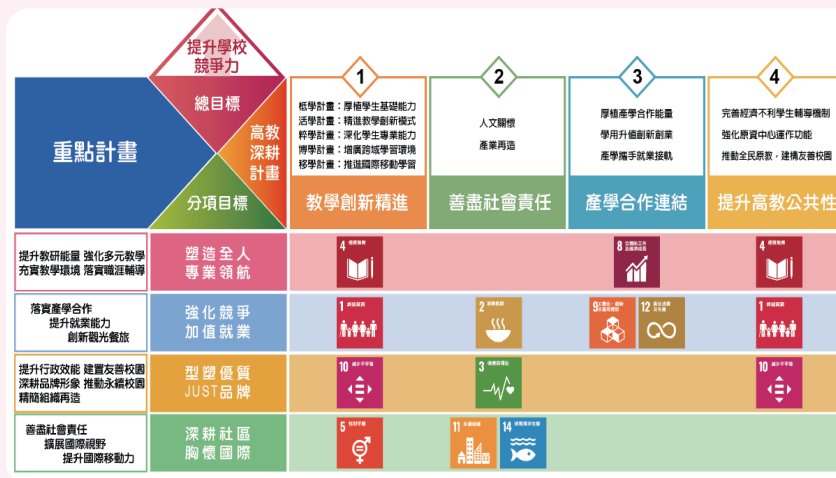 提升學校
競爭力
總目標
高教
深耕
計畫
重點計畫
分項目標
1
柢學計畫：厚植學生基礎能力
活學計畫：精進教學創新模式
粹學計畫：深化學生專業能力
博學計畫：增廣跨域學習環境
移學計畫：推進國際移動學習
教學創新精進
2
人文關懷
產業再造
善盡社會責任
3
厚植產學合作能量
學用升值創新創業
產學攜手就業接軌
產學合作連結
4
完善經濟不利學生輔導機制
強化原資中心運作功能
推動全民原教，建構友善校園
提升高教公共性
提升教研能量 強化多元教學
充實教學環境 落實職涯輔導
塑造全人
專業領航
4
8
4
落實產學合作
提升就業能力
創新觀光餐旅
強化競爭
加值就業
1
2
9
12
1
提升行政效能 建置友善校園
深耕品牌形象 推動永續校園
精簡組織再造
型塑優質
JUST品牌
10 減少不平等
3
10 減少不平等
善盡社會責任
擴展國際視野
提升國際移動力
深耕社區
胸懷國際
5 性別平等
11
14